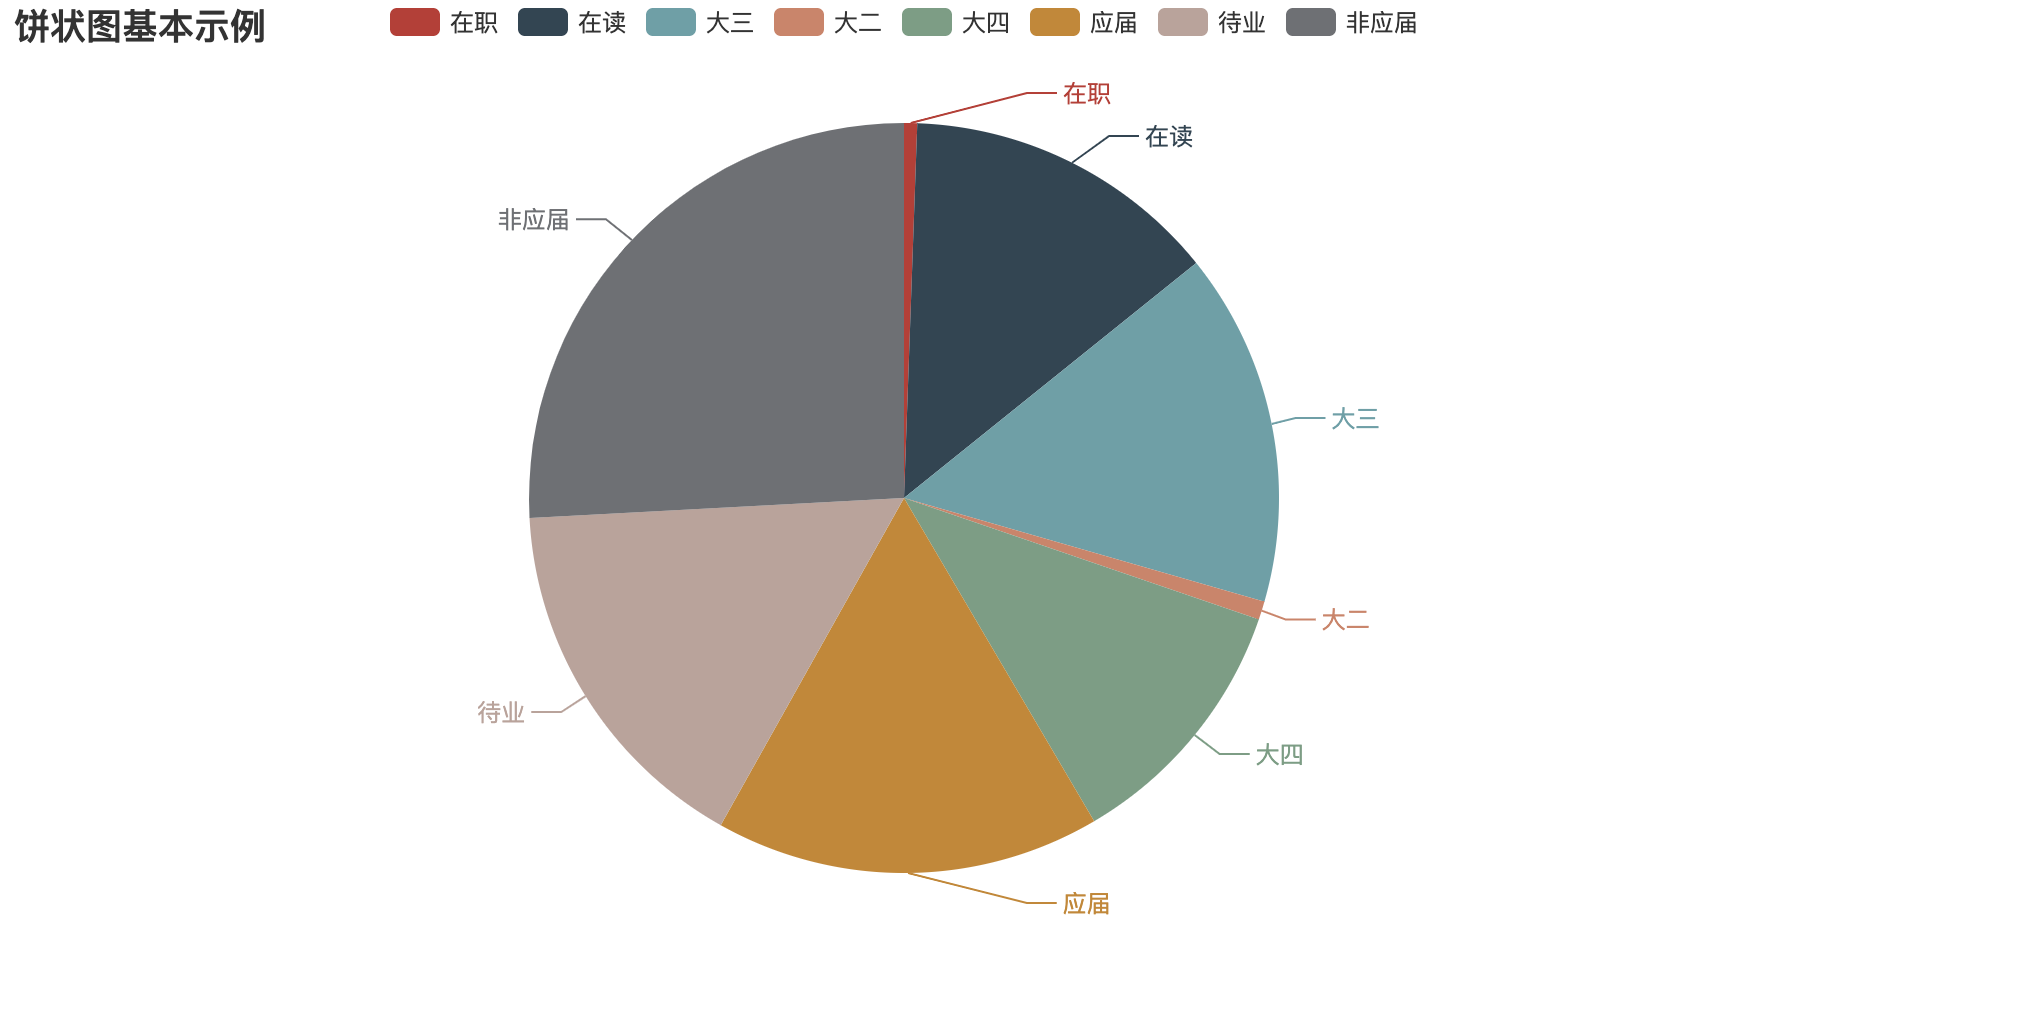 饼状图基本示例
在职 在读 大三 大二 大四 应届 待业 非应届
在职
在读
非应届
大三
大二
待业
大四
应届